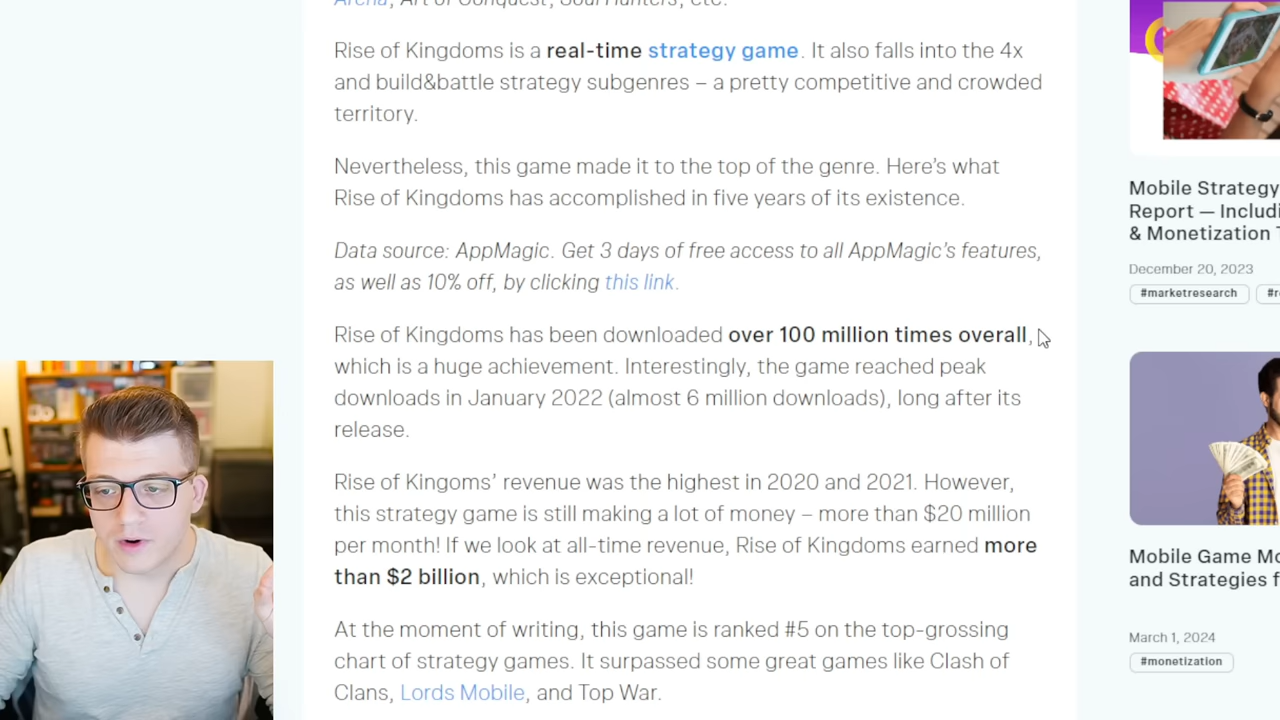 Arena, Art of Conquest, Soul Hunters, etc.
Rise of Kingdoms is a real-time strategy game. It also falls into the 4x
and build&battle strategy subgenres – a pretty competitive and crowded
territory.
Nevertheless, this game made it to the top of the genre. Here’s what
Rise of Kingdoms has accomplished in five years of its existence.
Data source: AppMagic. Get 3 days of free access to all AppMagic’s features,
as well as 10% off, by clicking this link.
Rise of Kingdoms has been downloaded over 100 million times overall,
which is a huge achievement. Interestingly, the game reached peak
downloads in January 2022 (almost 6 million downloads), long after its
release.
Rise of Kingoms’ revenue was the highest in 2020 and 2021. However,
this strategy game is still making a lot of money – more than $20 million
per month! If we look at all-time revenue, Rise of Kingdoms earned more
than $2 billion, which is exceptional!
At the moment of writing, this game is ranked #5 on the top-grossing
chart of strategy games. It surpassed some great games like Clash of
Clans, Lords Mobile, and Top War.
Mobile Strategy
Report — Includi
& Monetization
December 20, 2023
#marketresearch
Mobile Game Mo
and Strategies f
March 1, 2024
#monetization